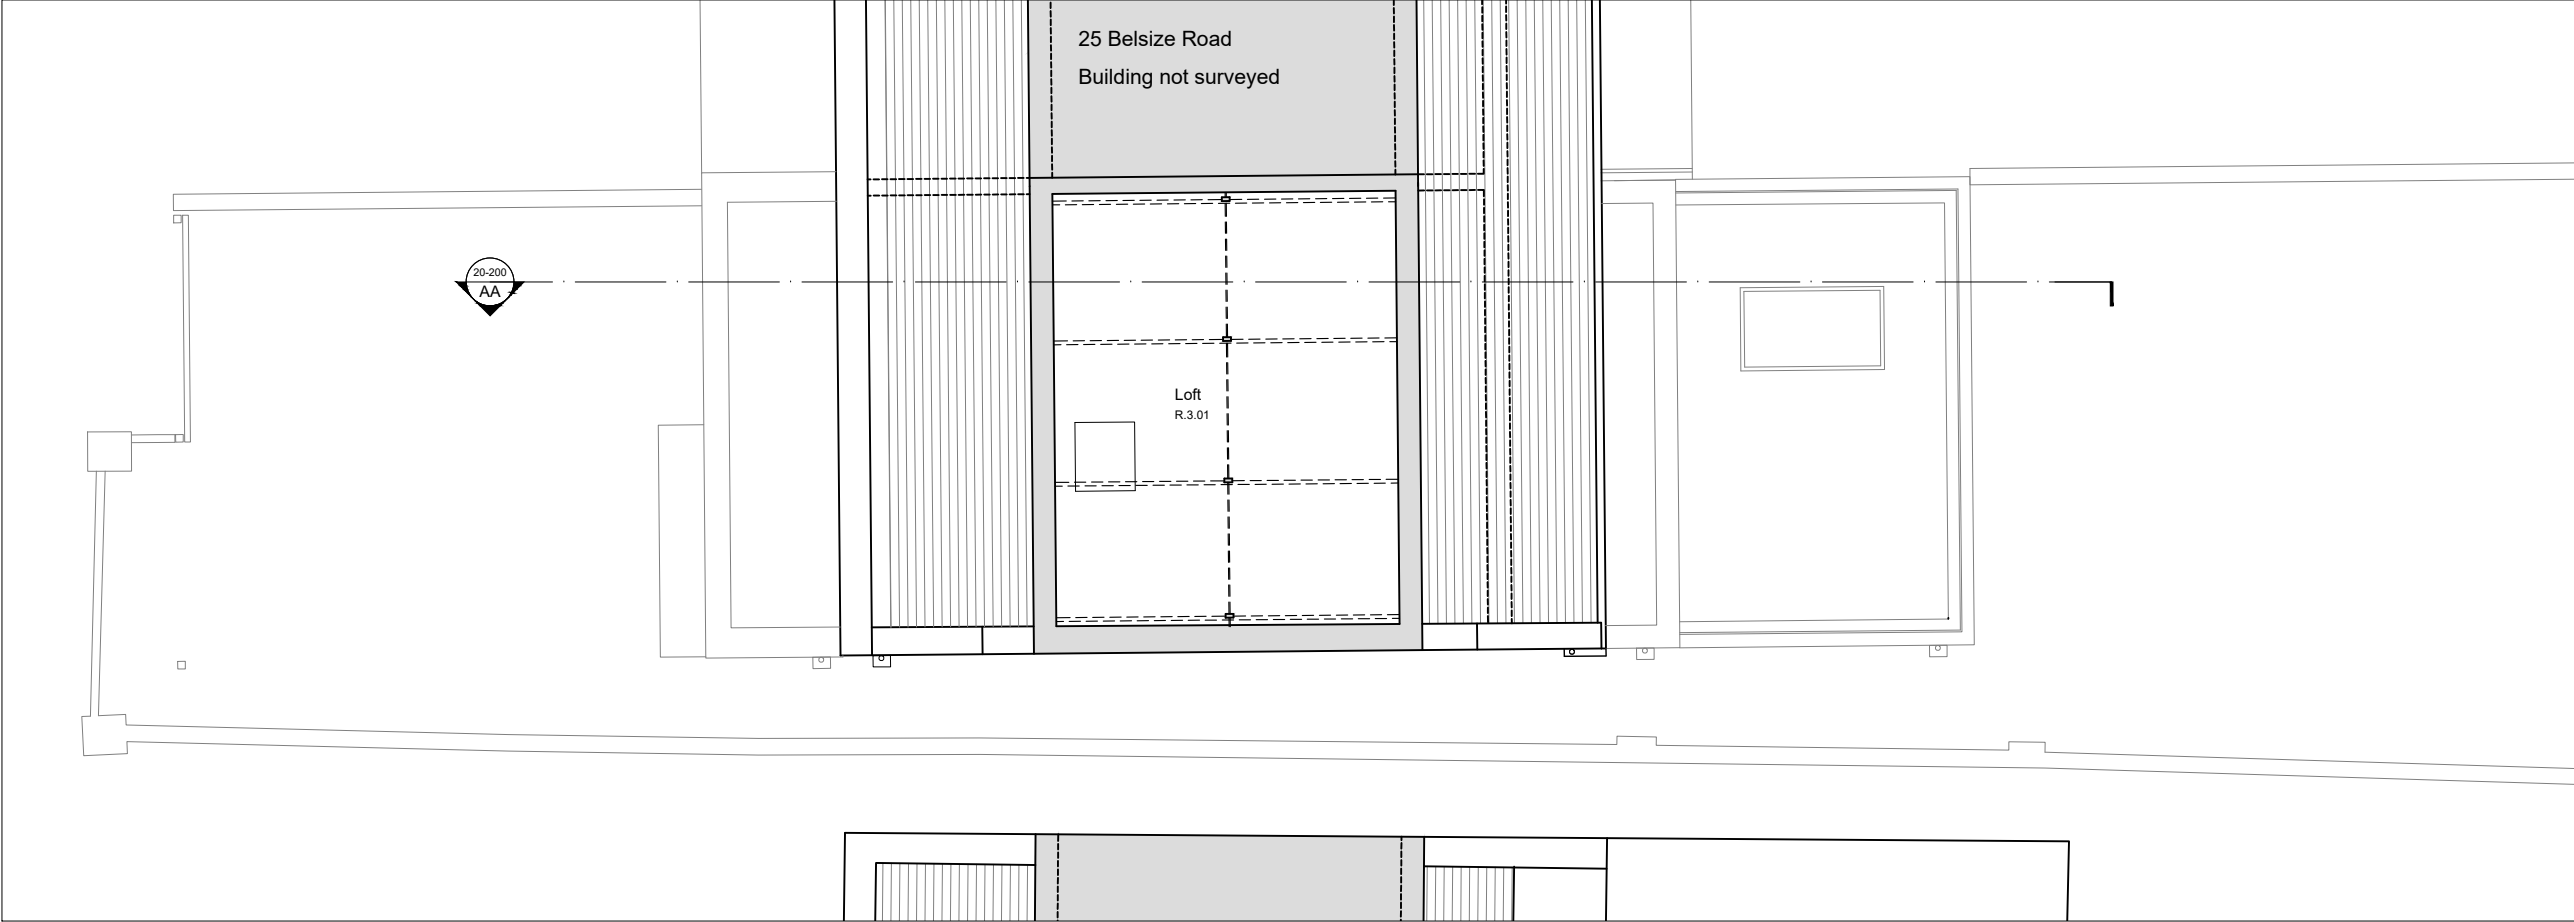 25 Belsize Road
Building not surveyed
20-200
AA
Loft
R.3.01